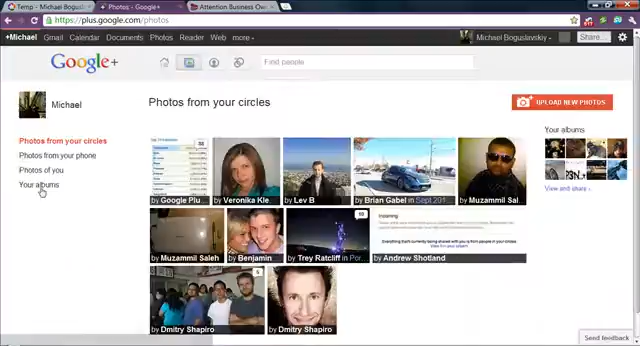 Temp - Michael Boguslav
Photos - Google+
Attention Business Ow
https://plus.google.com/photos
+Michael Gmail Calendar Documents Photos Reader Web more
Michael Boguslavskiy
Share...
Google+
Find people
Michael
Photos from your circles
UPLOAD NEW PHOTOS
Photos from your circles
Photos from your phone
Photos of you
Your albums
Your albums
View and share ›
by Google Plu...
by Veronika Kle
by Lev B
by Brian Gabel in Sept 201...
by Muzammil Sal..
by Muzammil Saleh
by Benjamin
by Trey Ratcliff in Por..
by Andrew Shotland
by Dmitry Shapiro
by Dmitry Shapiro
Send feedback